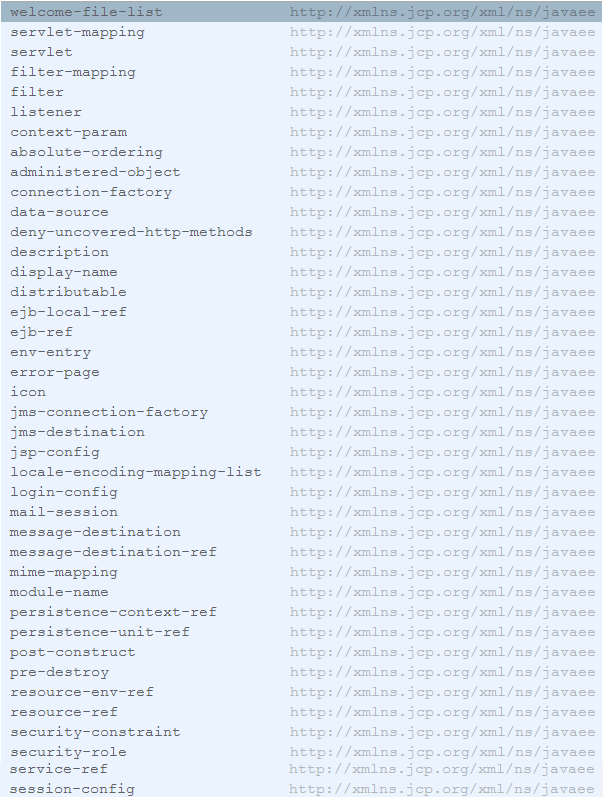 welcome-file-list http://xmlns.jcp.org/xml/ns/javaee
servlet-mapping http://xmlns.jcp.org/xml/ns/javaee
servlet http://xmlns.jcp.org/xml/ns/javaee
filter-mapping http://xmlns.jcp.org/xml/ns/javaee
filter http://xmlns.jcp.org/xml/ns/javaee
listener http://xmlns.jcp.org/xml/ns/javaee
context-param http://xmlns.jcp.org/xml/ns/javaee
absolute-ordering http://xmlns.jcp.org/xml/ns/javaee
administered-object http://xmlns.jcp.org/xml/ns/javaee
connection-factory http://xmlns.jcp.org/xml/ns/javaee
data-source http://xmlns.jcp.org/xml/ns/javaee
deny-uncovered-http-methods http://xmlns.jcp.org/xml/ns/javaee
description http://xmlns.jcp.org/xml/ns/javaee
display-name http://xmlns.jcp.org/xml/ns/javaee
distributable http://xmlns.jcp.org/xml/ns/javaee
ejb-local-ref http://xmlns.jcp.org/xml/ns/javaee
ejb-ref http://xmlns.jcp.org/xml/ns/javaee
env-entry http://xmlns.jcp.org/xml/ns/javaee
error-page http://xmlns.jcp.org/xml/ns/javaee
icon http://xmlns.jcp.org/xml/ns/javaee
jms-connection-factory http://xmlns.jcp.org/xml/ns/javaee
jms-destination http://xmlns.jcp.org/xml/ns/javaee
jsp-config http://xmlns.jcp.org/xml/ns/javaee
locale-encoding-mapping-list http://xmlns.jcp.org/xml/ns/javaee
login-config http://xmlns.jcp.org/xml/ns/javaee
mail-session http://xmlns.jcp.org/xml/ns/javaee
message-destination http://xmlns.jcp.org/xml/ns/javaee
message-destination-ref http://xmlns.jcp.org/xml/ns/javaee
mime-mapping http://xmlns.jcp.org/xml/ns/javaee
module-name http://xmlns.jcp.org/xml/ns/javaee
persistence-context-ref http://xmlns.jcp.org/xml/ns/javaee
persistence-unit-ref http://xmlns.jcp.org/xml/ns/javaee
post-construct http://xmlns.jcp.org/xml/ns/javaee
pre-destroy http://xmlns.jcp.org/xml/ns/javaee
resource-env-ref http://xmlns.jcp.org/xml/ns/javaee
resource-ref http://xmlns.jcp.org/xml/ns/javaee
security-constraint http://xmlns.jcp.org/xml/ns/javaee
security-role http://xmlns.jcp.org/xml/ns/javaee
service-ref http://xmlns.jcp.org/xml/ns/javaee
session-config http://xmlns.jcp.org/xml/ns/javaee